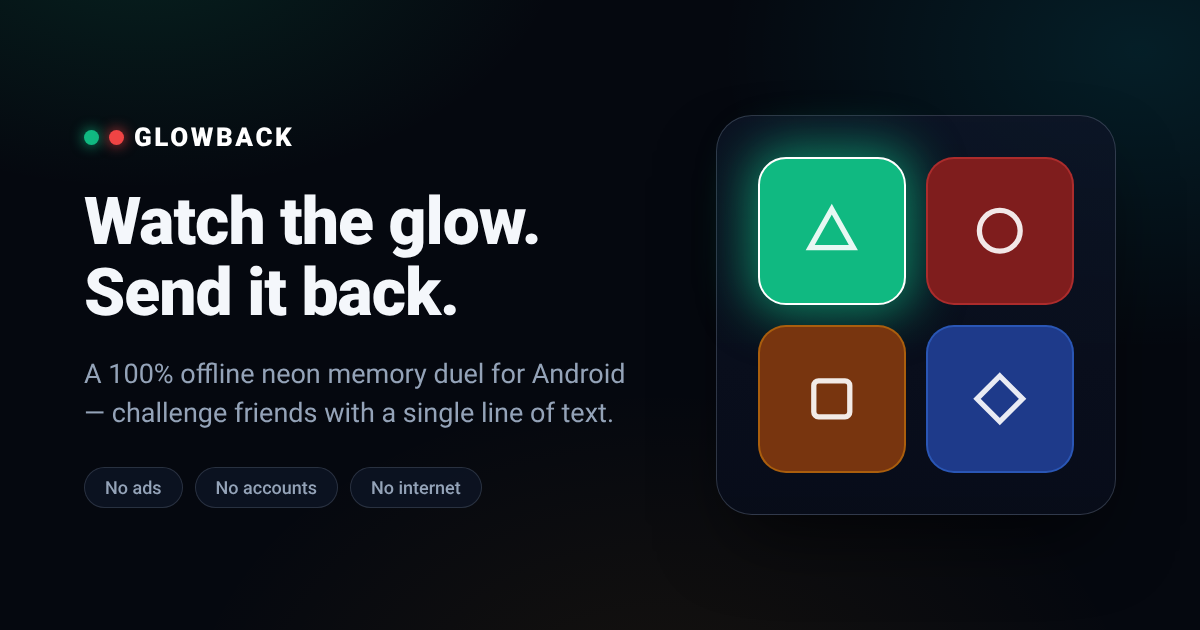 GLOWBACK
Watch the glow.
Send it back.
A 100% offline neon memory duel for Android
— challenge friends with a single line of text.
No ads
No accounts
No internet